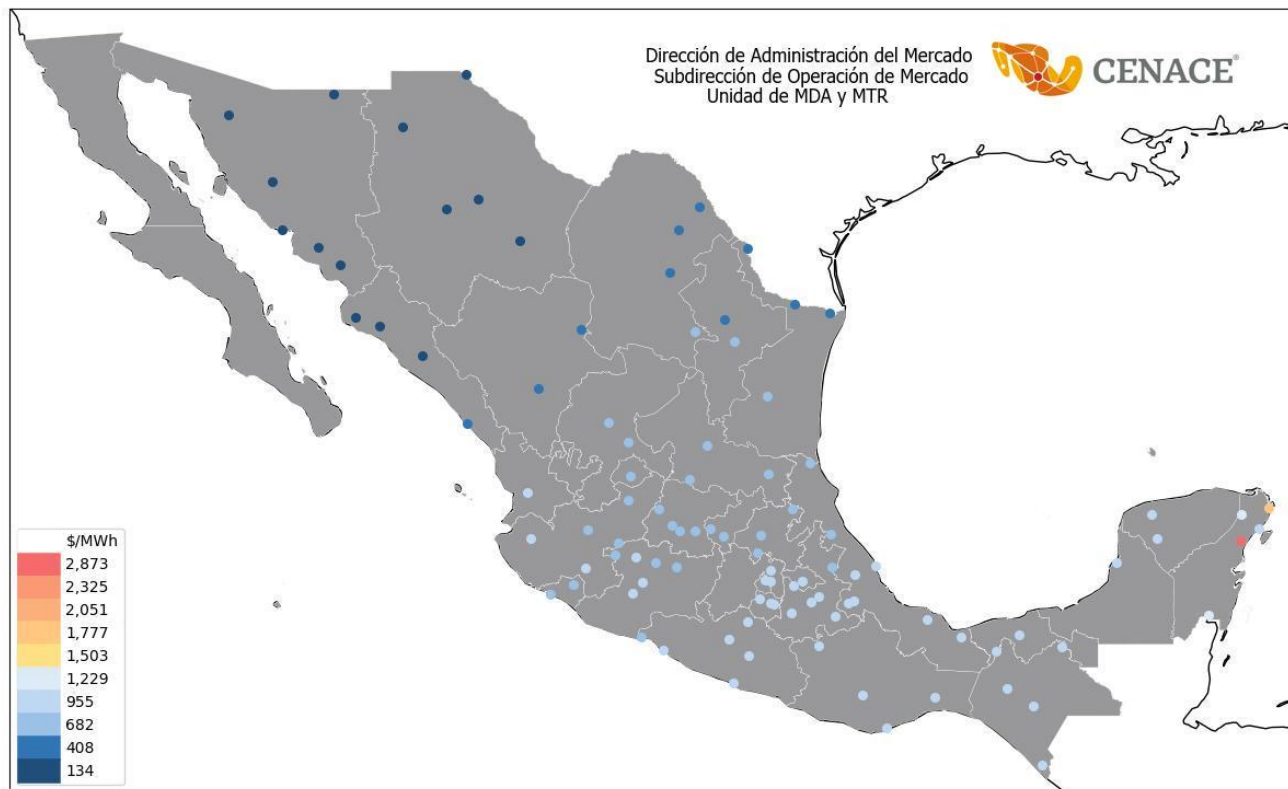 Dirección de Administración del Mercado
Subdirección de Operación de Mercado
Unidad de MDA y MTR
CENACE®
$/MWh
2,873
2,325
2,051
1,777
1,503
1,229
955
682
408
134